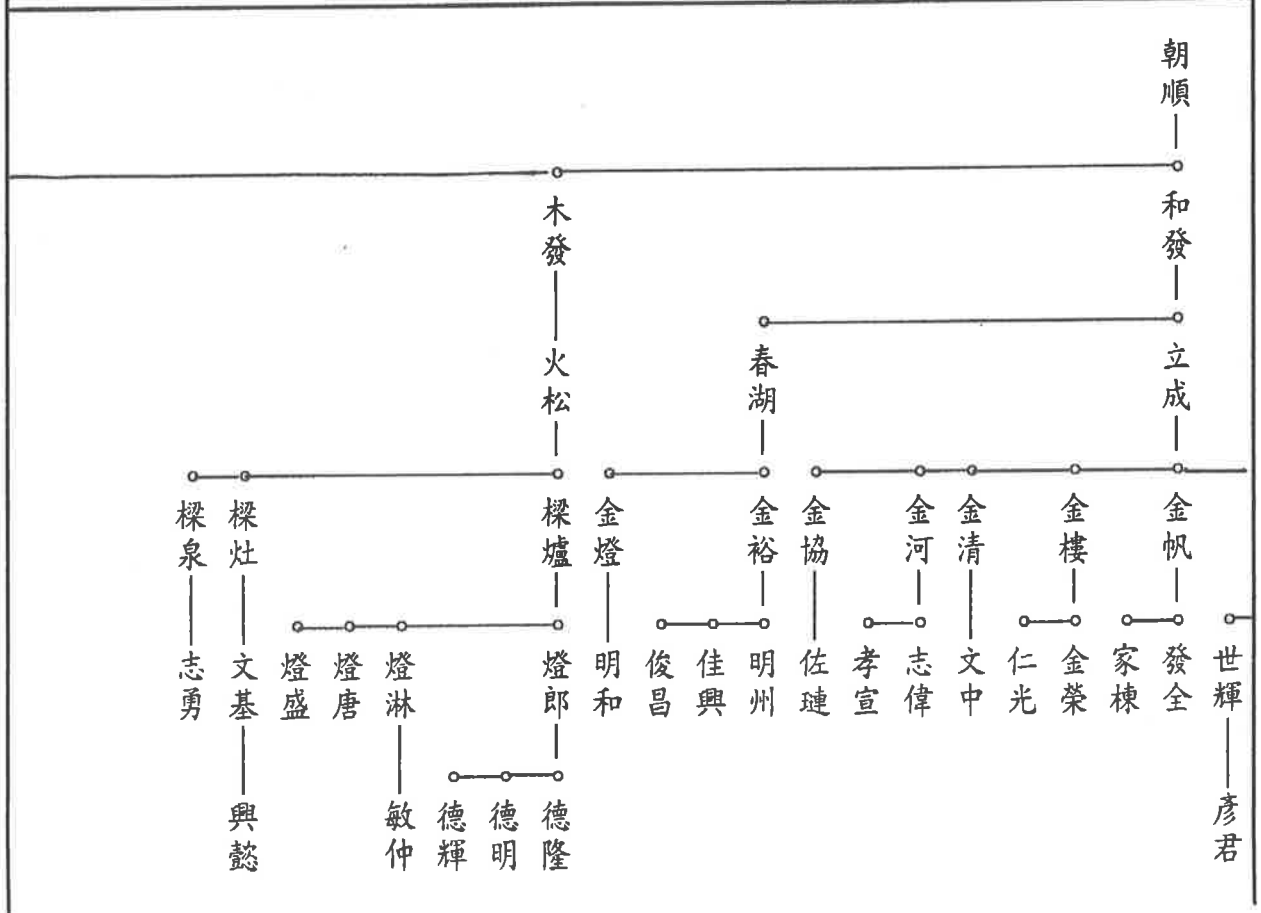 朝順
和發
木發
立成
春湖
火松
金帆
金樓
金清
金河
金協
金裕
金燈
樑爐
樑灶
樑泉
世輝
發全
家棟
金榮
仁光
文中
志偉
孝宣
佐璉
明州
佳興
俊昌
明和
燈郎
燈淋
燈唐
燈盛
文基
志勇
彥君
德隆
德明
德輝
敏仲
興懿